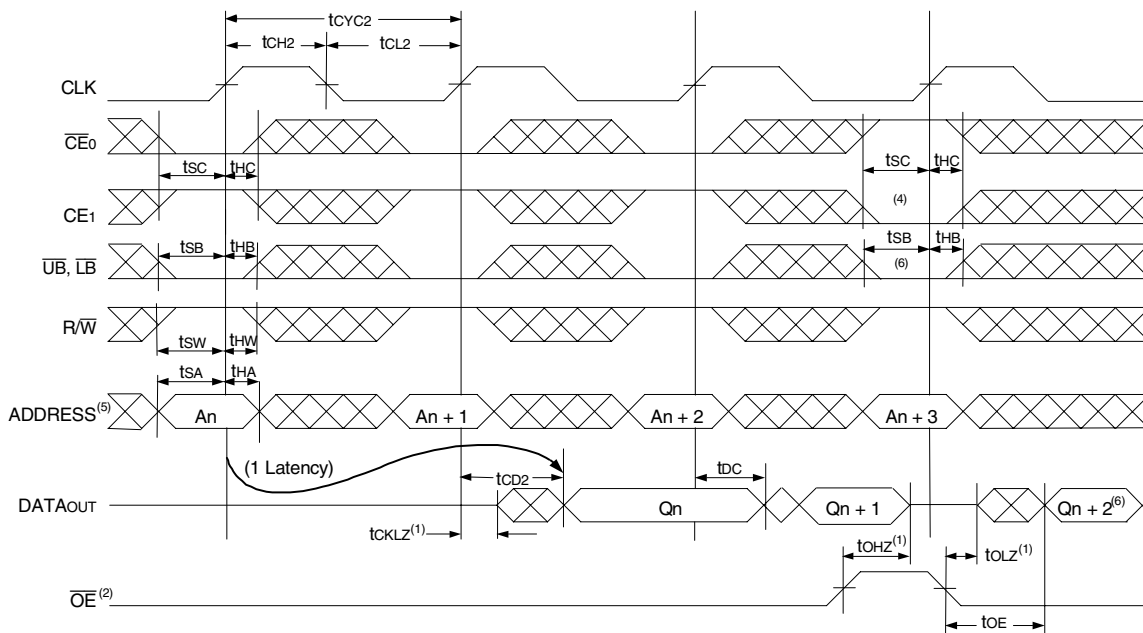 tCYC2
tCH2 tCL2
CLK
CE0
tSC tHC tSC tHC
CE1 (4)
tSB tHB tSB tHB
UB, LB (6)
R/W
tSW tHW
tSA tHA
ADDRESS(5) An An + 1 An + 2 An + 3
(1 Latency) tCD2 tDC
DATAOUT Qn Qn + 1 Qn + 2(6)
tCKLZ(1) tOHZ(1) tOLZ(1)
OE(2)
tOE